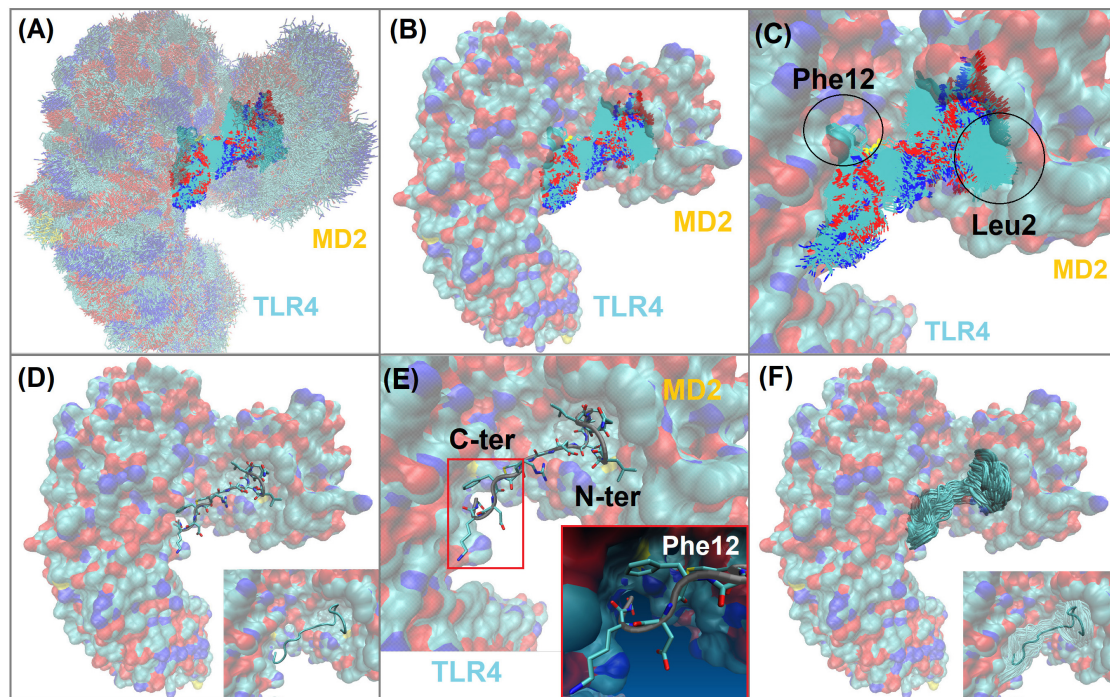 (A)
MD2
TLR4
(B)
MD2
TLR4
(C)
Phe12
Leu2
MD2
TLR4
(D)
(E)
MD2
C-ter
N-ter
Phe12
TLR4
(F)